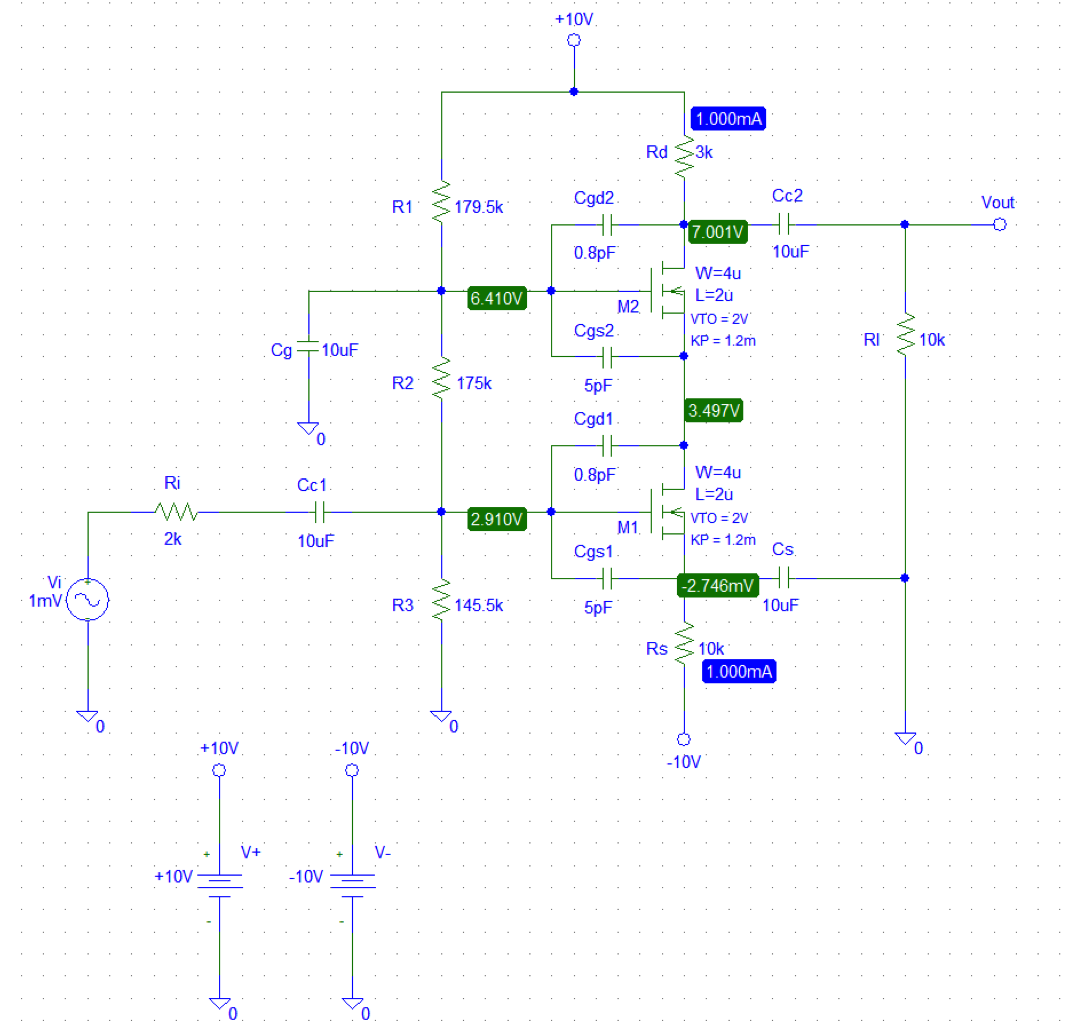 +10V
1.000mA
Rd
3k
Cgd2
Cc2
Vout
R1
179.5k
7.001V
0.8pF
10uF
W=4u
6.410V
L=2u
M2
VTO = 2V
Cgs2
KP = 1.2m
Rl
10k
Cg
10uF
R2
175k
5pF
3.497V
Cgd1
0
W=4u
0.8pF
L=2u
Ri
Cc1
2.910V
VTO = 2V
M1
2k
10uF
KP = 1.2m
Cgs1
Cs
Vi
-2.746mV
1mV
R3
145.5k
5pF
10uF
Rs
10k
1.000mA
0
0
0
+10V
-10V
-10V
V+
V-
+10V
-10V
0
0